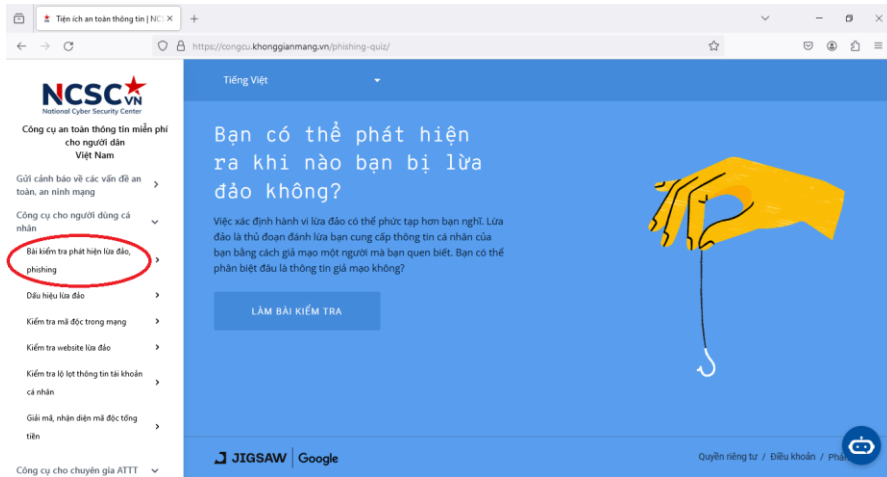 Tiện ích an toàn thông tin | NCS
https://congcu.khonggianmang.vn/phishing-quiz/
NCSC.VN
National Cyber Security Center
Công cụ an toàn thông tin miễn phí
cho người dân
Việt Nam
Gửi cảnh báo về các vấn đề an
toàn, an ninh mạng
Công cụ cho người dùng cá
nhân
Bài kiểm tra phát hiện lừa đảo,
phishing
Dấu hiệu lừa đảo
Kiểm tra mã độc trong mạng
Kiểm tra website lừa đảo
Kiểm tra lộ lọt thông tin tài khoản
cá nhân
Giải mã, nhận diện mã độc tống
tiền
Công cụ cho chuyên gia ATTT
Tiếng Việt
Bạn có thể phát hiện
ra khi nào bạn bị lừa
đảo không?
Việc xác định hành vi lừa đảo có thể phức tạp hơn bạn nghĩ. Lừa
đảo là thủ đoạn đánh lừa bạn cung cấp thông tin cá nhân của
bạn bằng cách giả mạo một người mà bạn quen biết. Bạn có thể
phân biệt đâu là thông tin giả mạo không?
LÀM BÀI KIỂM TRA
JIGSAW | Google
Quyền riêng tư / Điều khoản / Phả